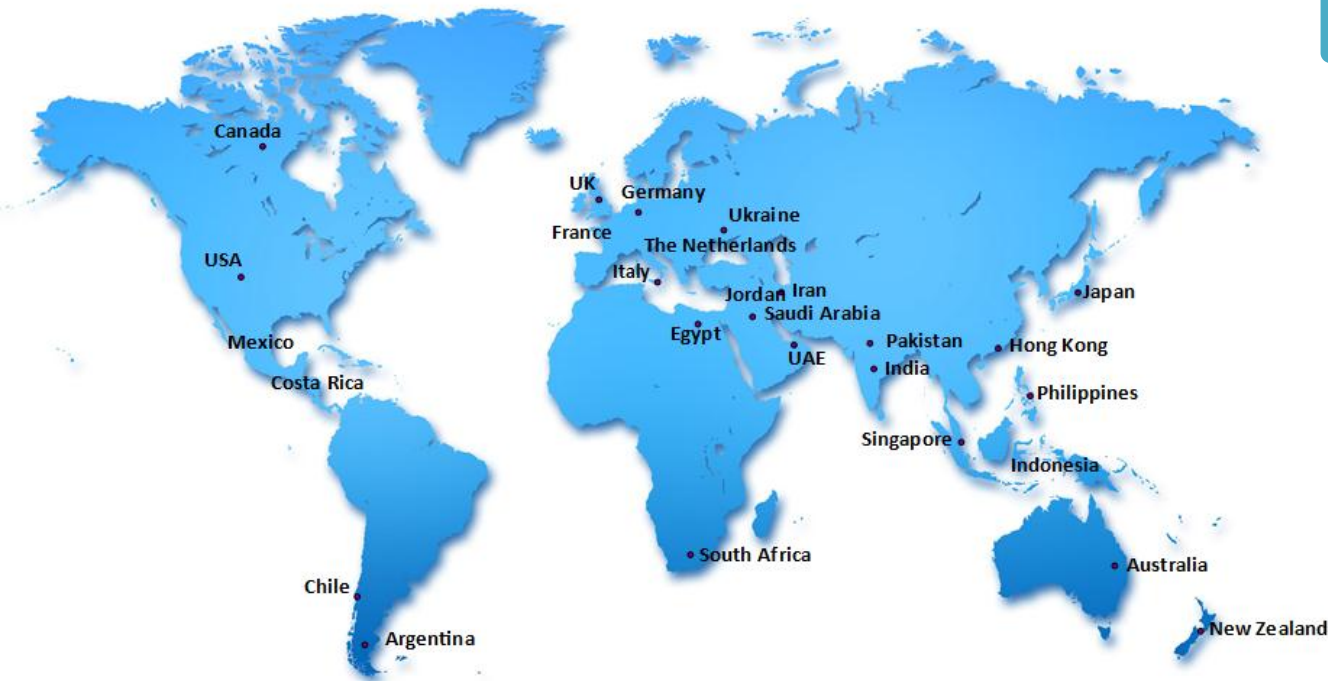 Canada
UK
Germany
Ukraine
France
The Netherlands
USA
Italy
Jordan
Iran
Japan
Saudi Arabia
Egypt
Mexico
Pakistan
Hong Kong
UAE
India
Costa Rica
Philippines
Singapore
Indonesia
South Africa
Australia
Chile
New Zealand
Argentina